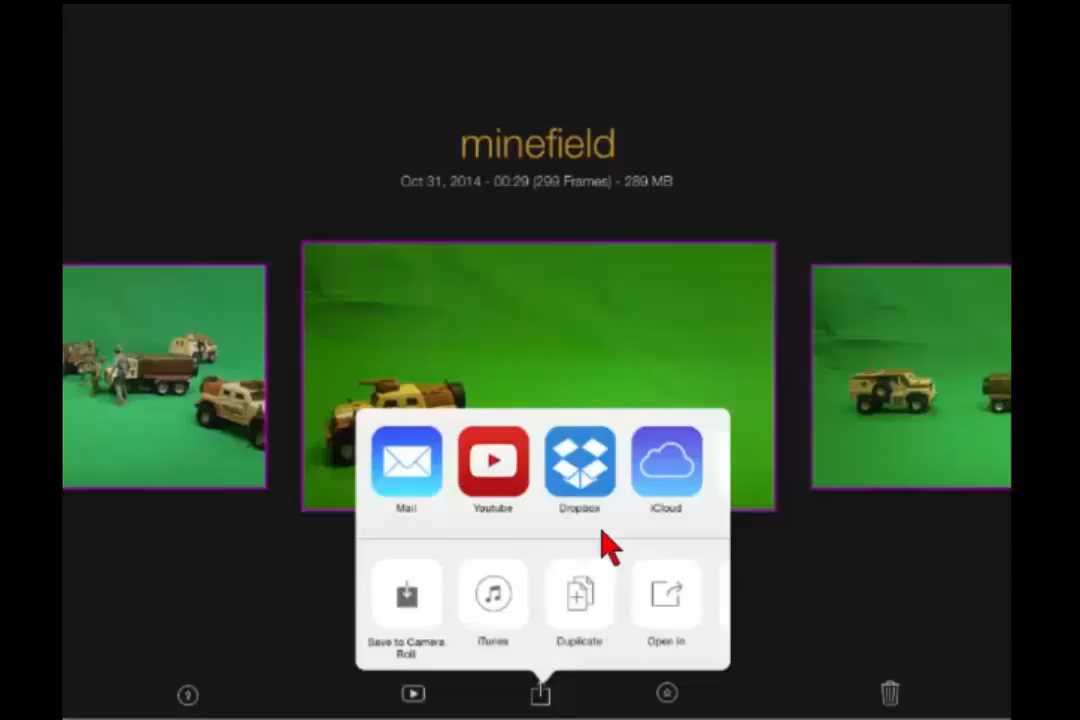 minefield
Oct 31, 2014 - 00:29 (299 Frames) - 289 MB
Mail Youtube Dropbox iCloud
Save to Camera Roll iTunes Duplicate Open In